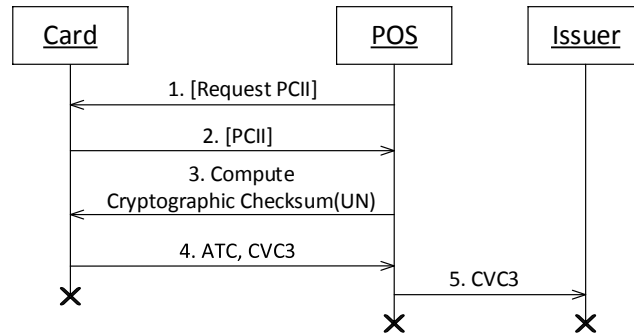 Card
POS
Issuer
1. [Request PCII]
2. [PCII]
3. Compute
Cryptographic Checksum(UN)
4. ATC, CVC3
5. CVC3